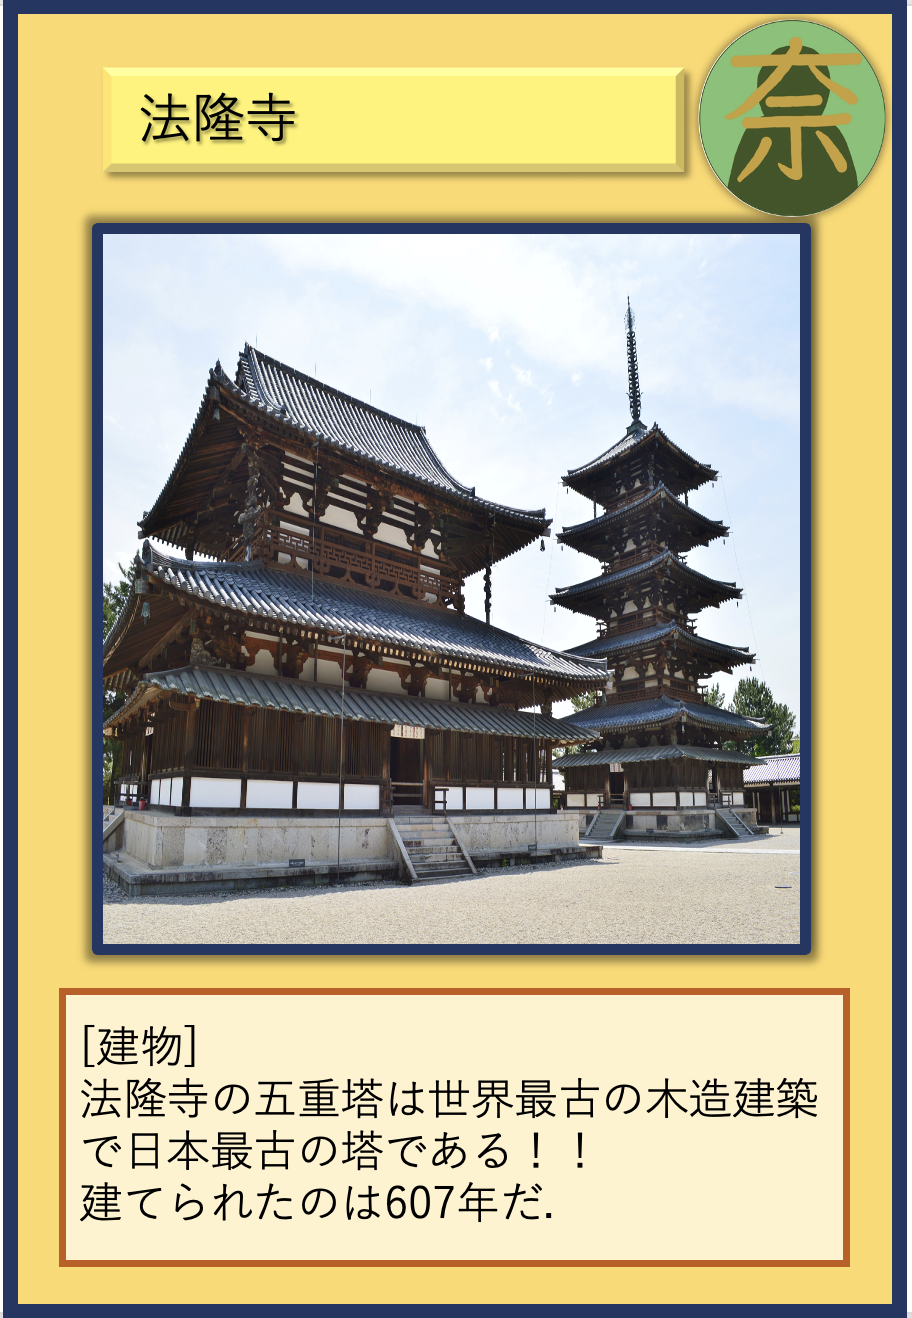 法隆寺
奈
[建物]
法隆寺の五重塔は世界最古の木造建築
で日本最古の塔である！！
建てられたのは607年だ.